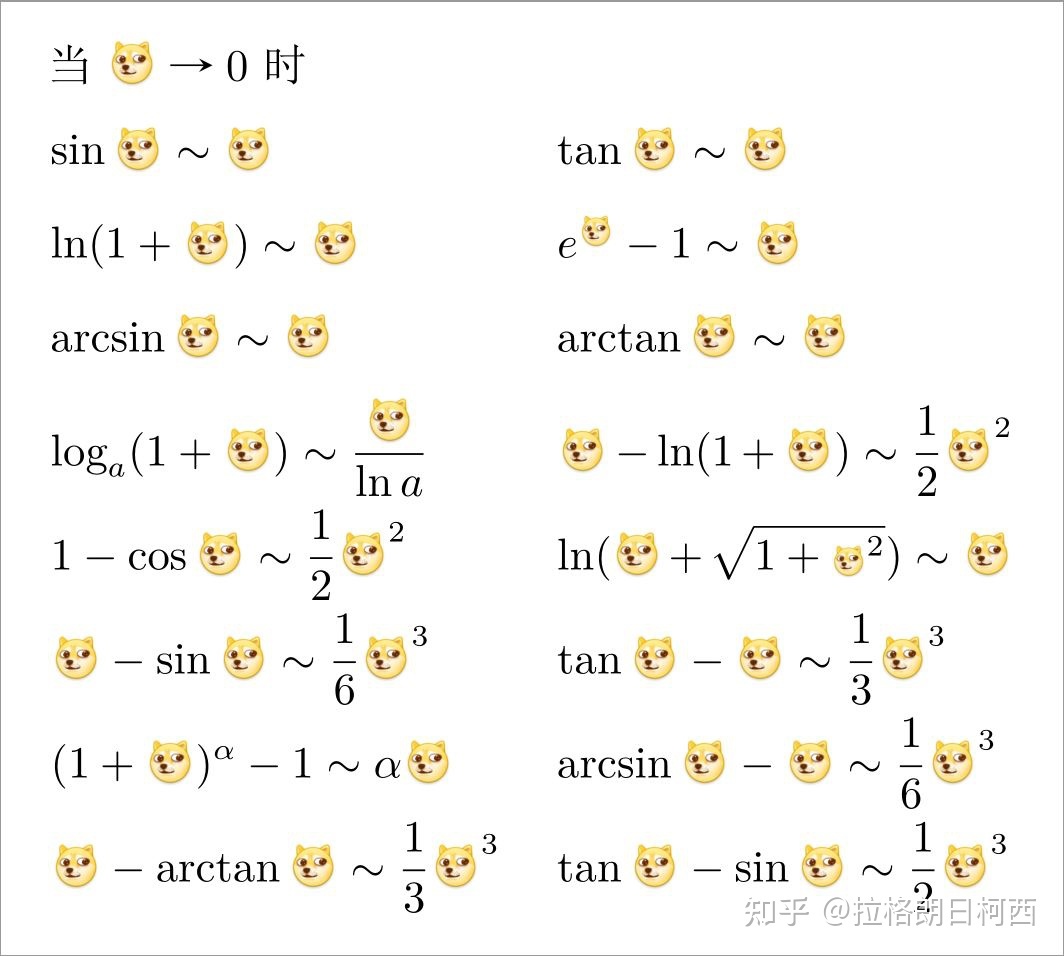 当 🐶 → 0 时
sin 🐶 ~ 🐶 tan 🐶 ~ 🐶
ln(1 + 🐶) ~ 🐶 e^🐶 − 1 ~ 🐶
arcsin 🐶 ~ 🐶 arctan 🐶 ~ 🐶
logₐ(1 + 🐶) ~ 🐶/ln a 🐶 − ln(1 + 🐶) ~ 1/2 🐶²
1 − cos 🐶 ~ 1/2 🐶² ln(🐶 + √(1 + 🐶²)) ~ 🐶
🐶 − sin 🐶 ~ 1/6 🐶³ tan 🐶 − 🐶 ~ 1/3 🐶³
(1 + 🐶)^α − 1 ~ α🐶 arcsin 🐶 − 🐶 ~ 1/6 🐶³
🐶 − arctan 🐶 ~ 1/3 🐶³ tan 🐶 − sin 🐶 ~ 1/2 🐶³
知乎 @拉格朗日柯西